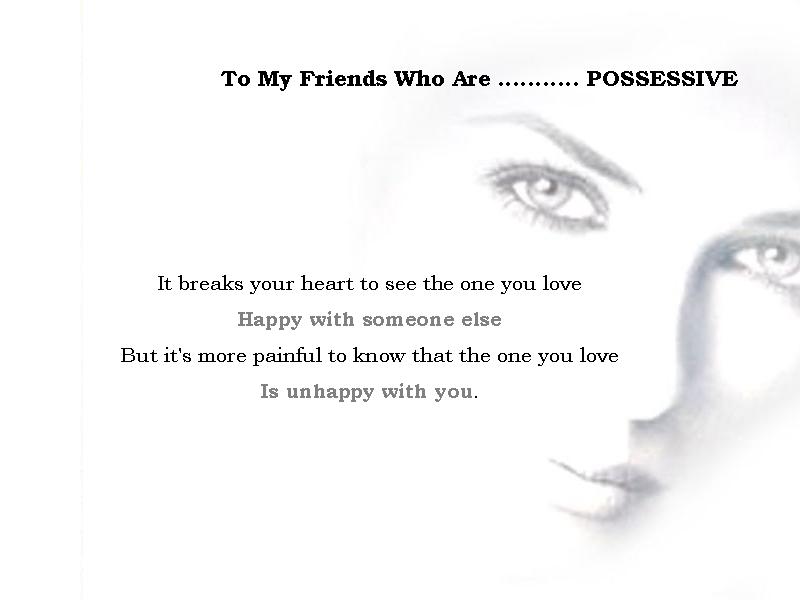 To My Friends Who Are ........... POSSESSIVE
It breaks your heart to see the one you love
Happy with someone else
But it's more painful to know that the one you love
Is unhappy with you.